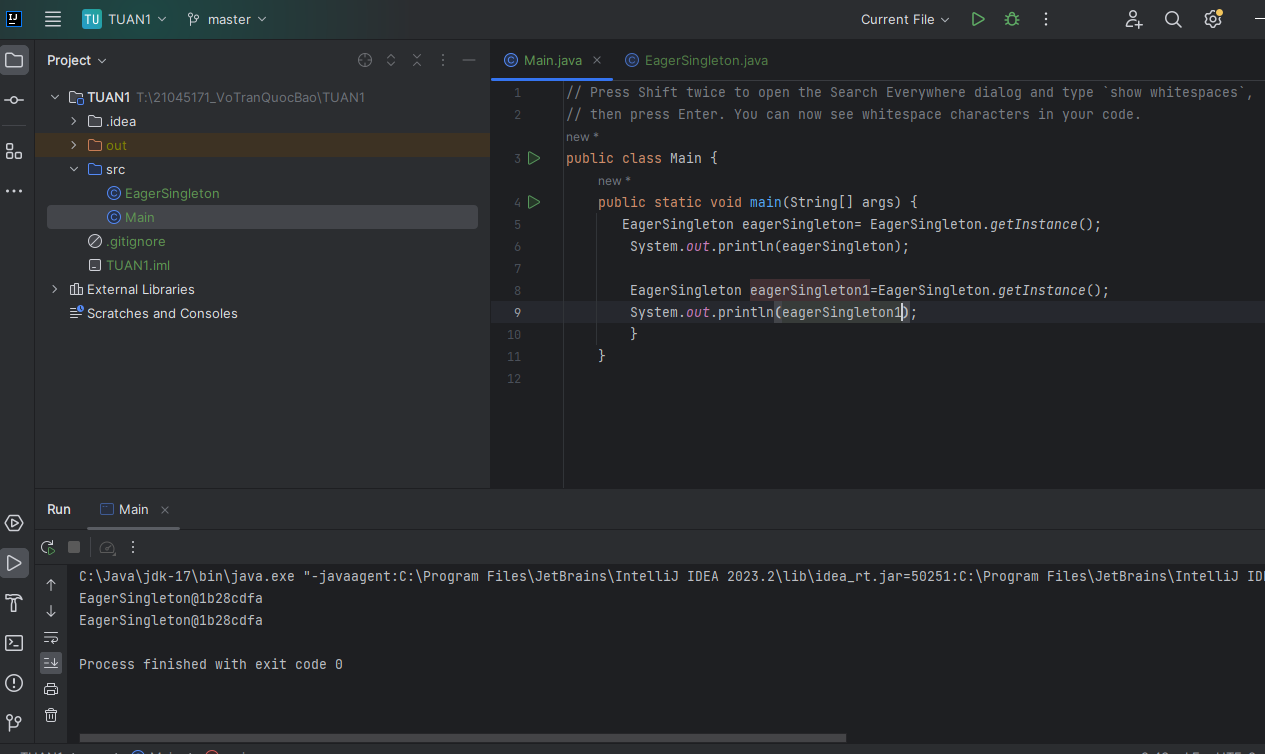 IJ
TU TUAN1 master Current File
Project
Main.java EagerSingleton.java
TUAN1 T:\21045171_VoTranQuocBao\TUAN1
.idea
out
src
EagerSingleton
Main
.gitignore
TUAN1.iml
External Libraries
Scratches and Consoles
1 // Press Shift twice to open the Search Everywhere dialog and type `show whitespaces`,
2 // then press Enter. You can now see whitespace characters in your code.
new *
3 public class Main {
new *
4 public static void main(String[] args) {
5 EagerSingleton eagerSingleton= EagerSingleton.getInstance();
6 System.out.println(eagerSingleton);
7
8 EagerSingleton eagerSingleton1=EagerSingleton.getInstance();
9 System.out.println(eagerSingleton1);
10 }
11 }
12
Run Main
C:\Java\jdk-17\bin\java.exe "-javaagent:C:\Program Files\JetBrains\IntelliJ IDEA 2023.2\lib\idea_rt.jar=50251:C:\Program Files\JetBrains\IntelliJ IDE
EagerSingleton@1b28cdfa
EagerSingleton@1b28cdfa
Process finished with exit code 0